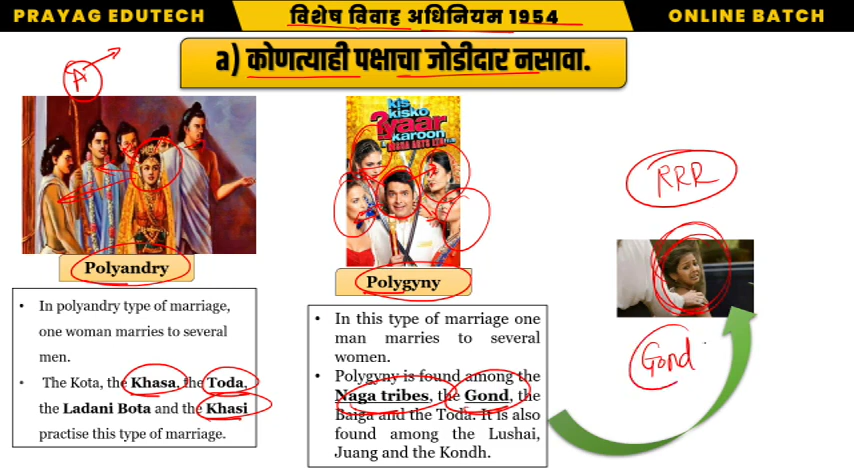 PRAYAG EDUTECH
विशेष विवाह अधिनियम 1954
ONLINE BATCH
a) कोणत्याही पक्षाचा जोडीदार नसावा.
A
kis
kisko
?yaar
karoon
RRR
Polyandry
Polygyny
• In polyandry type of marriage,
one woman marries to several
men.
• The Kota, the Khasa, the Toda,
the Ladani Bota and the Khasi
practise this type of marriage.
• In this type of marriage one
man marries to several
women.
• Polygyny is found among the
Naga tribes, the Gond, the
Baiga and the Toda. It is also
found among the Lushai,
Juang and the Kondh.
Gond